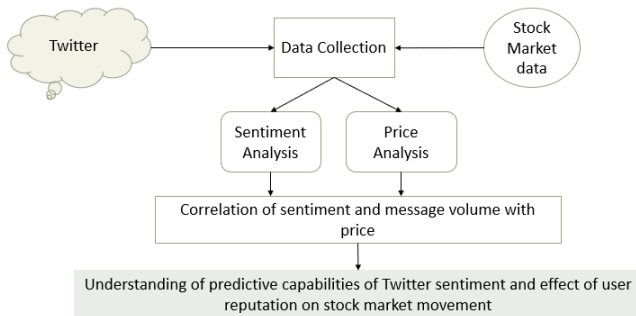 Twitter
Data Collection
Stock
Market
data
Sentiment
Analysis
Price
Analysis
Correlation of sentiment and message volume with
price
Understanding of predictive capabilities of Twitter sentiment and effect of user
reputation on stock market movement